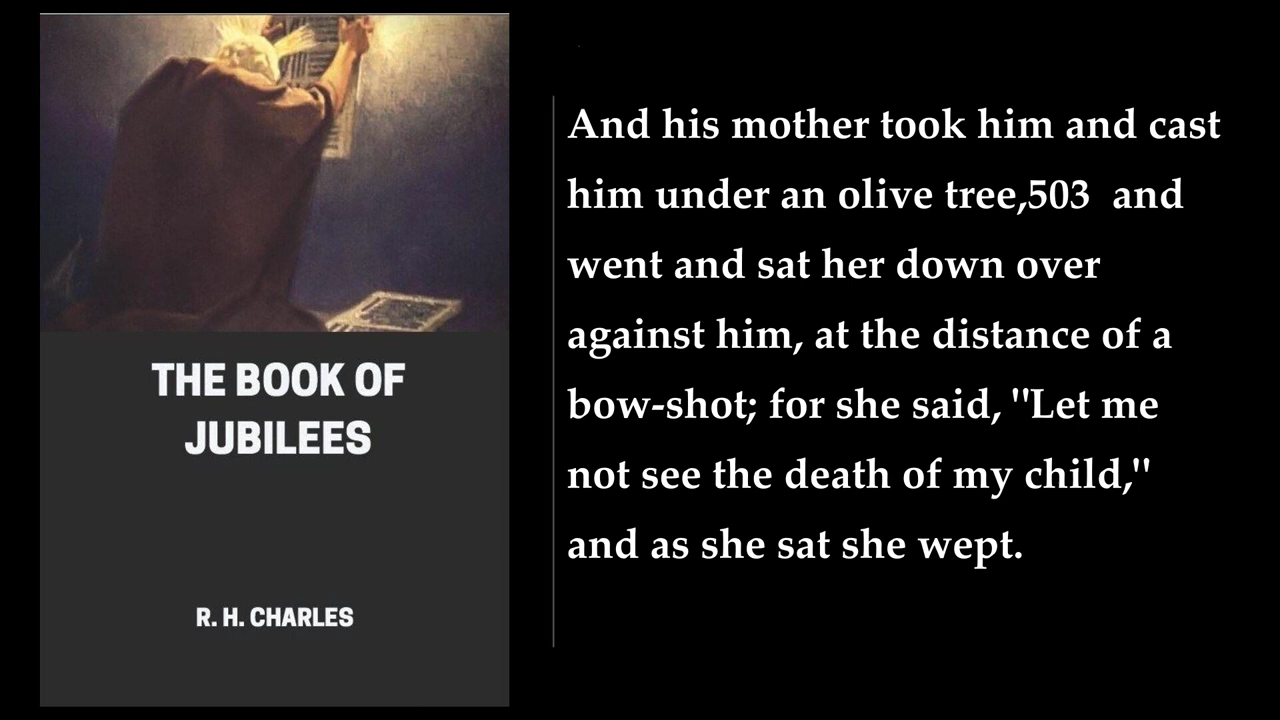 THE BOOK OF
JUBILEES
R. H. CHARLES
And his mother took him and cast
him under an olive tree,503  and
went and sat her down over
against him, at the distance of a
bow-shot; for she said, "Let me
not see the death of my child,"
and as she sat she wept.